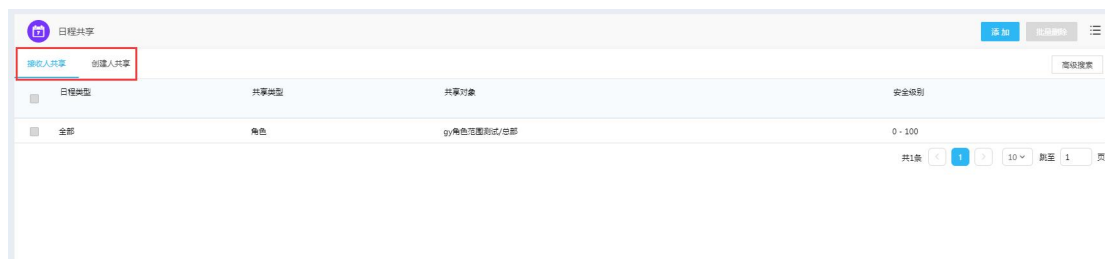 日程共享
添加 批量删除
接收人共享 创建人共享
高级搜索
日程类型 共享类型 共享对象 安全级别
全部 角色 gy角色范围测试/总部 0 - 100
共1条 1 10 跳至 1 页